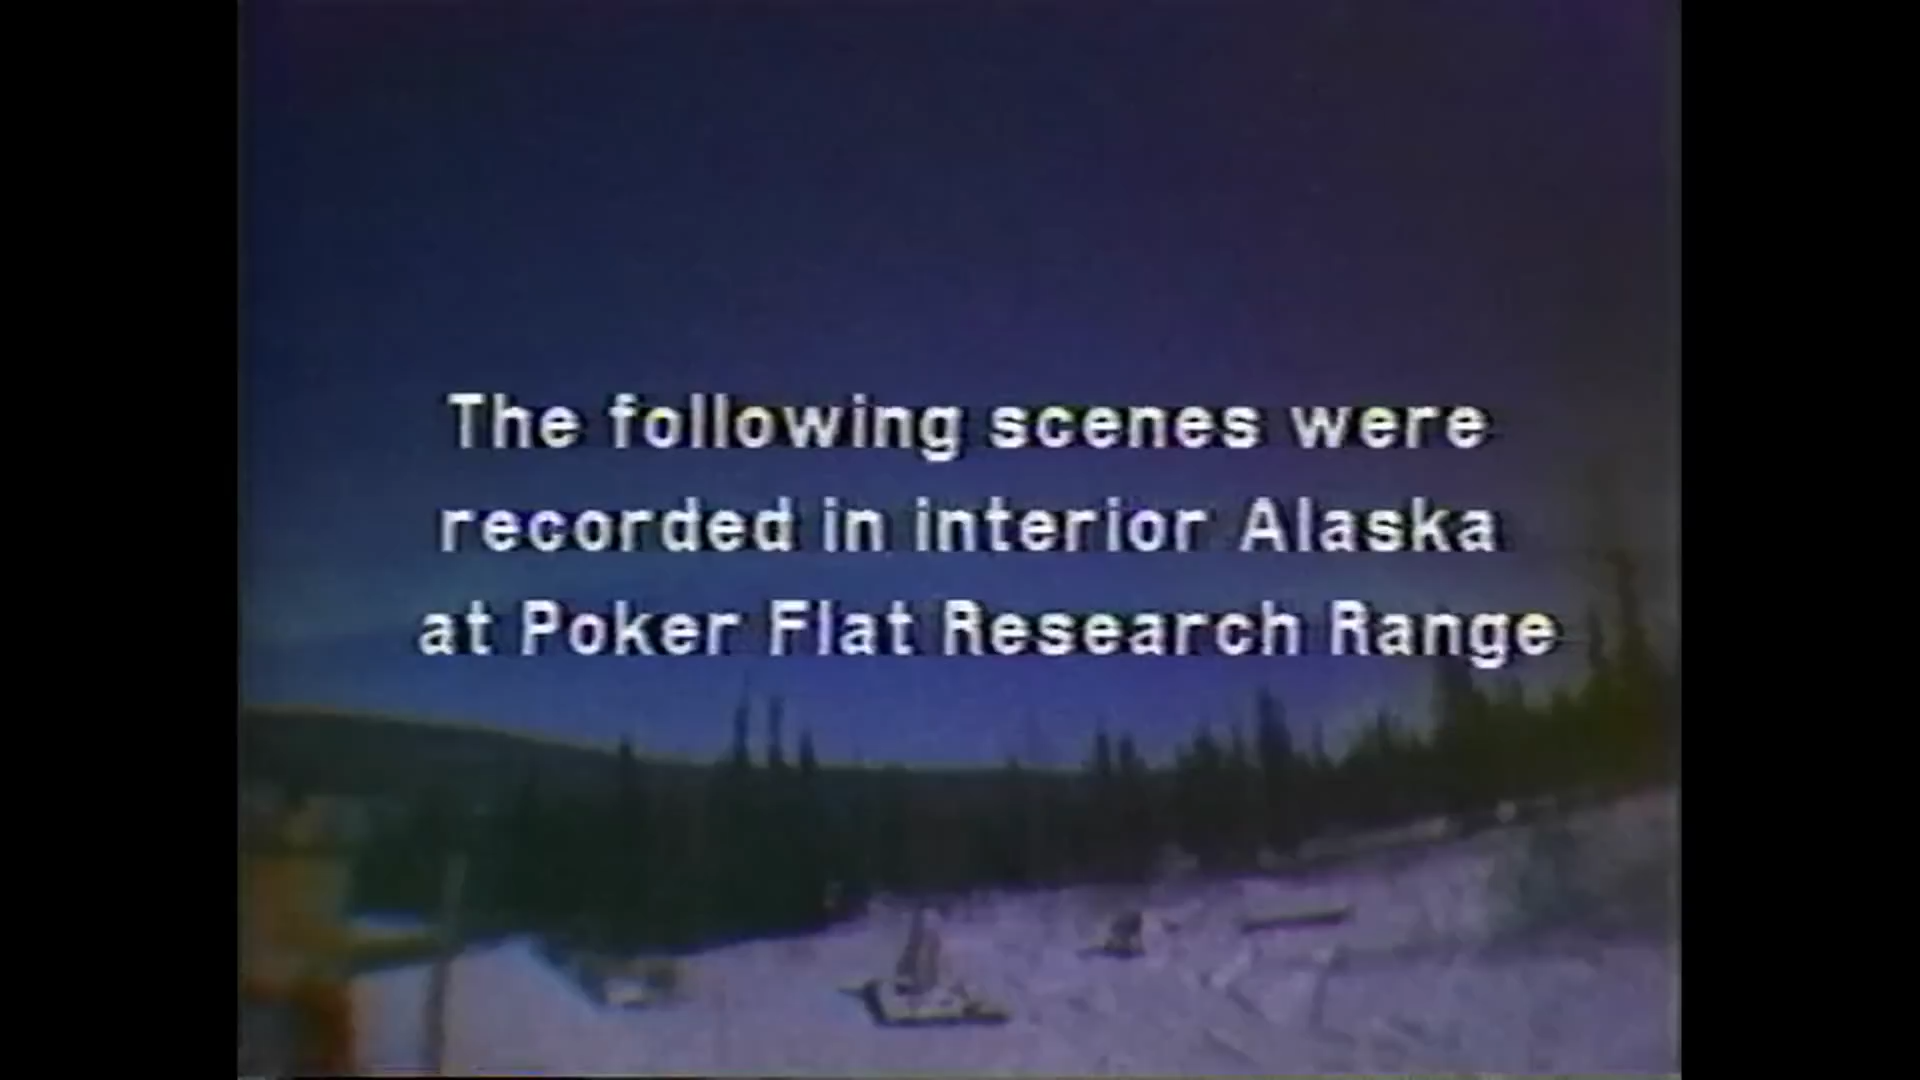 The following scenes were
recorded in interior Alaska
at Poker Flat Research Range